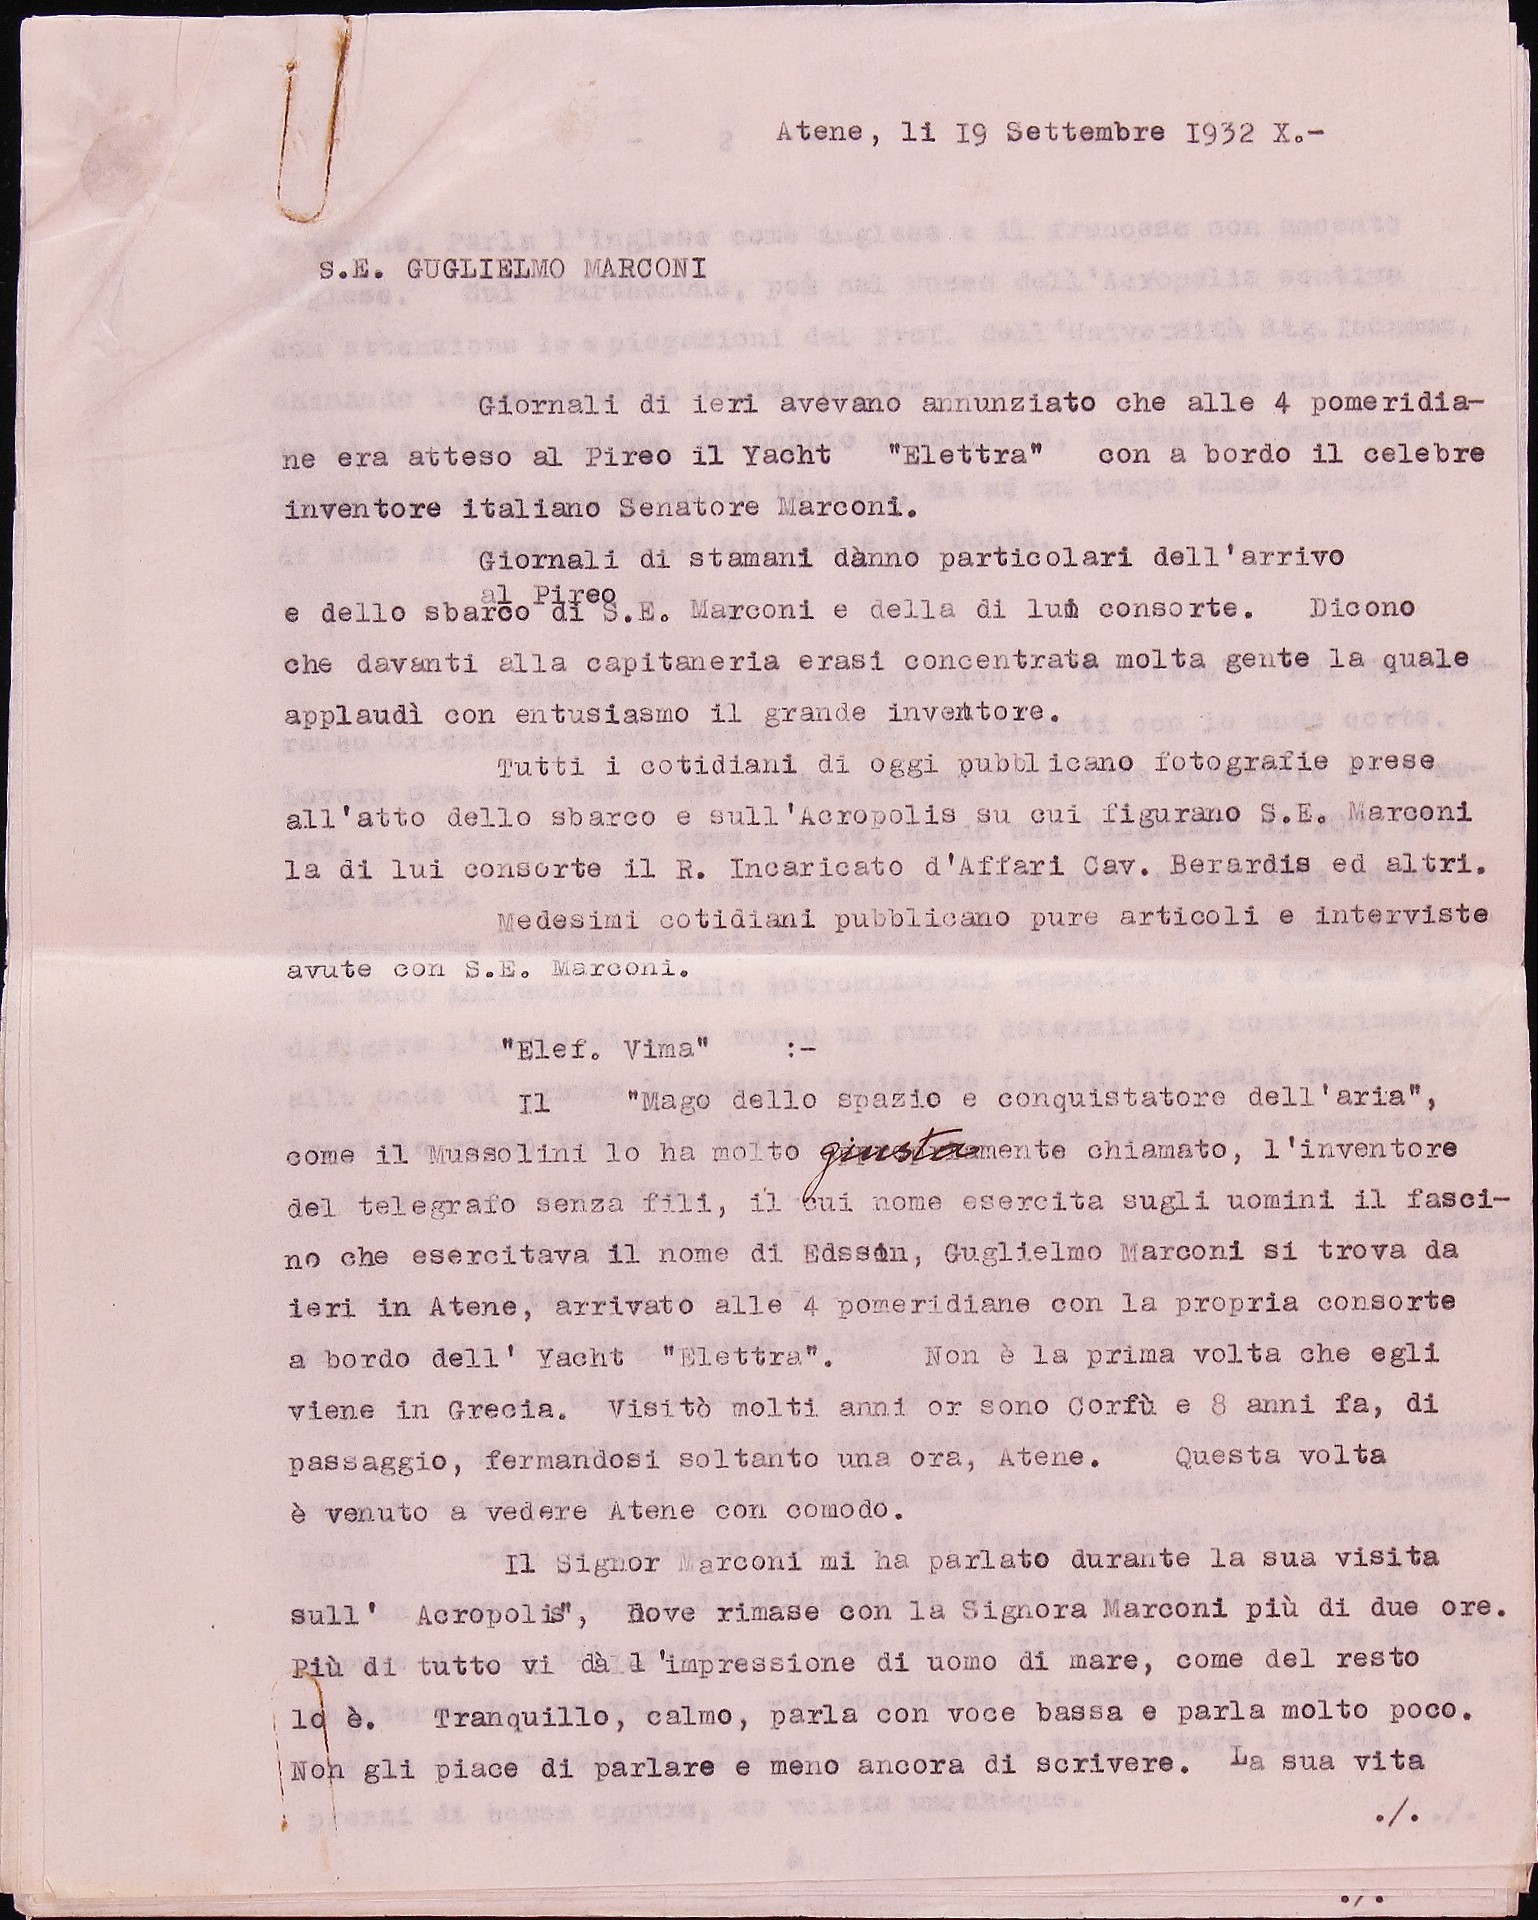 Atene, li 19 Settembre 1932 X.-
S.E. GUGLIELMO MARCONI
Giornali di ieri avevano annunziato che alle 4 pomeridia-
ne era atteso al Pireo il Yacht "Elettra" con a bordo il celebre
inventore italiano Senatore Marconi.
Giornali di stamani dànno particolari dell'arrivo
al Pireo
e dello sbarco di S.E. Marconi e della di lui consorte. Dicono
che davanti alla capitaneria erasi concentrata molta gente la quale
applaudì con entusiasmo il grande inventore.
Tutti i cotidiani di oggi pubblicano fotografie prese
all'atto dello sbarco e sull'Acropolis su cui figurano S.E. Marconi
la di lui consorte il R. Incaricato d'Affari Cav. Berardis ed altri.
Medesimi cotidiani pubblicano pure articoli e interviste
avute con S.E. Marconi.
"Elef. Vima" :-
Il "Mago dello spazio e conquistatore dell'aria",
come il Mussolini lo ha molto giustamente chiamato, l'inventore
del telegrafo senza fili, il cui nome esercita sugli uomini il fasci-
no che esercitava il nome di Guglielmo Marconi si trova da
ieri in Atene, arrivato alle 4 pomeridiane con la propria consorte
a bordo dell' Yacht "Elettra". Non è la prima volta che egli
viene in Grecia. Visitò molti anni or sono Corfù e 8 anni fa, di
passaggio, fermandosi soltanto una ora, Atene. Questa volta
è venuto a vedere Atene con comodo.
Il Signor Marconi mi ha parlato durante la sua visita
sull' Acropolis", Dove rimase con la Signora Marconi più di due ore.
Più di tutto vi dà l'impressione di uomo di mare, come del resto
lo è. Tranquillo, calmo, parla con voce bassa e parla molto poco.
Non gli piace di parlare e meno ancora di scrivere. La sua vita
./.
./.